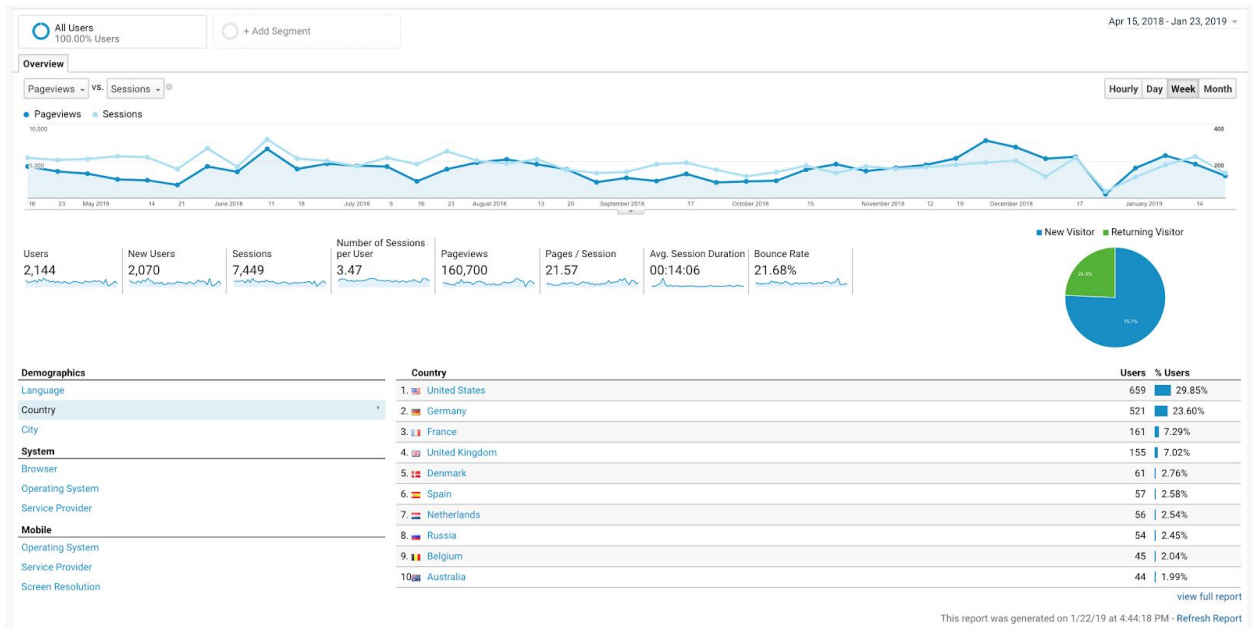 All Users
100.00% Users
+ Add Segment
Apr 15, 2018 - Jan 23, 2019
Overview
Pageviews vs. Sessions
Hourly Day Week Month
Pageviews Sessions
10,000 400
5,000 200
16 23 May 2018 14 21 June 2018 11 18 July 2018 9 16 23 August 2018 13 20 September 2018 17 October 2018 15 November 2018 12 19 December 2018 17 January 2019 14
New Visitor Returning Visitor
Users New Users Sessions Number of Sessions per User Pageviews Pages / Session Avg. Session Duration Bounce Rate
2,144 2,070 7,449 3.47 160,700 21.57 00:14:06 21.68%
24.3%
75.7%
Demographics
Language
Country
City
System
Browser
Operating System
Service Provider
Mobile
Operating System
Service Provider
Screen Resolution
Country Users % Users
1. United States 659 29.85%
2. Germany 521 23.60%
3. France 161 7.29%
4. United Kingdom 155 7.02%
5. Denmark 61 2.76%
6. Spain 57 2.58%
7. Netherlands 56 2.54%
8. Russia 54 2.45%
9. Belgium 45 2.04%
10. Australia 44 1.99%
view full report
This report was generated on 1/22/19 at 4:44:18 PM - Refresh Report